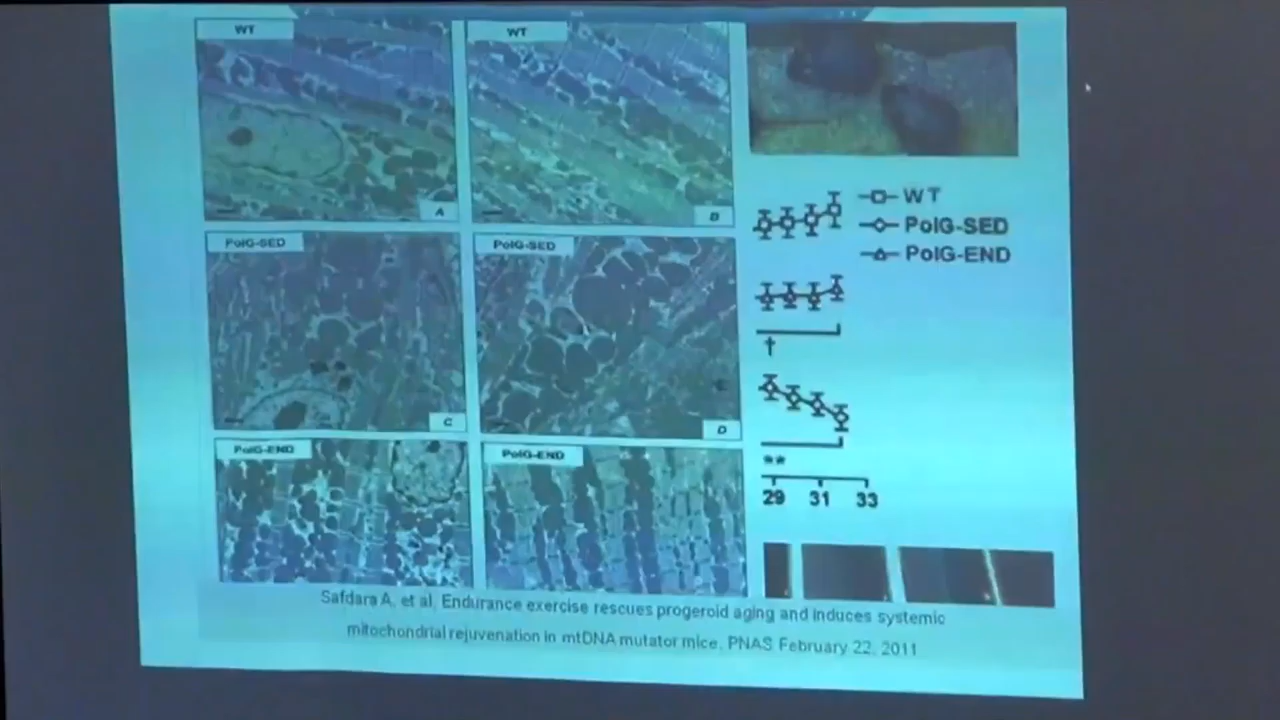 WT
WT
A
B
WT
PolG-SED
PolG-END
PolG-SED
PolG-SED
C
D
†
**
29 31 33
PolG-END
PolG-END
Safdara A, et al, Endurance exercise rescues progeroid aging and induces systemic
mitochondrial rejuvenation in mtDNA mutator mice, PNAS February 22, 2011